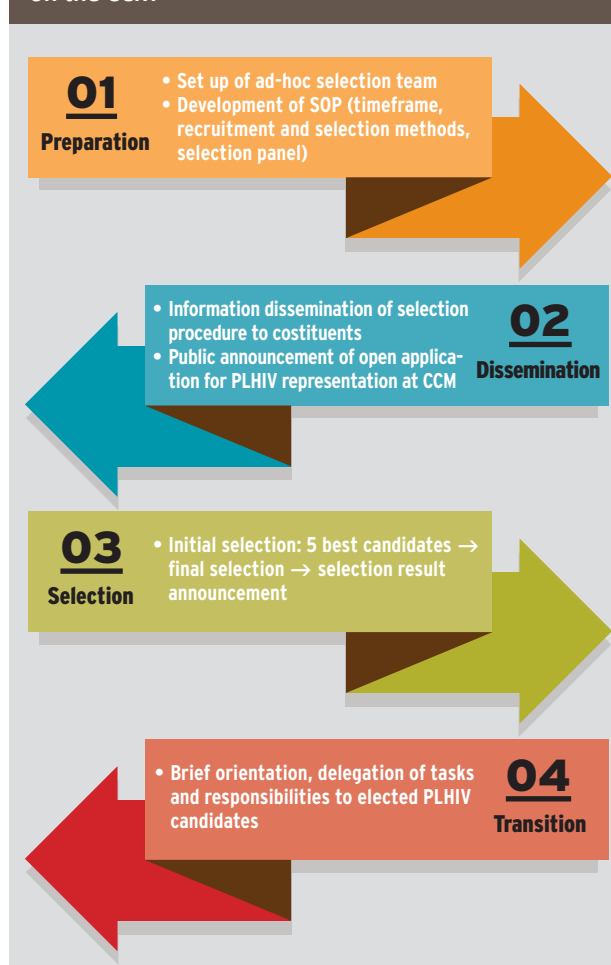 01
Preparation
• Set up of ad-hoc selection team
• Development of SOP (timeframe,
recruitment and selection methods,
selection panel)
• Information dissemination of selection
procedure to costituents
• Public announcement of open applica-
tion for PLHIV representation at CCM
02
Dissemination
03
Selection
• Initial selection: 5 best candidates →
final selection → selection result
announcement
• Brief orientation, delegation of tasks
and responsibilities to elected PLHIV
candidates
04
Transition